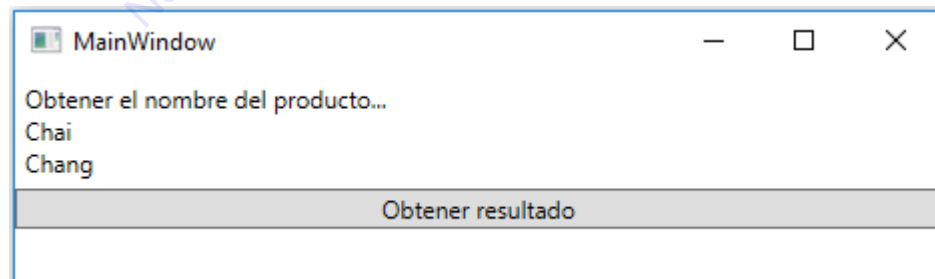 MainWindow
Obtener el nombre del producto...
Chai
Chang
Obtener resultado